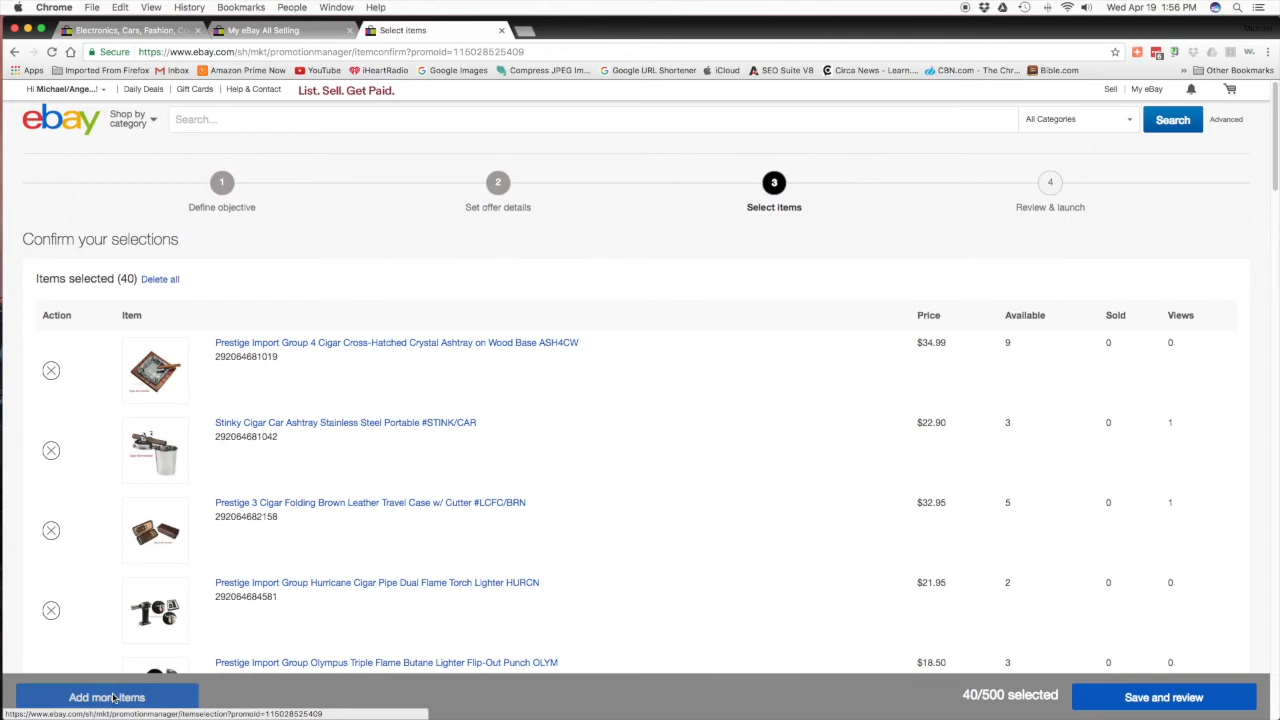 Chrome File Edit View History Bookmarks People Window Help Wed Apr 19 1:56 PM
Electronics, Cars, Fashion, Co My eBay All Selling Select items
Secure https://www.ebay.com/sh/mkt/promotionmanager/itemconfirm?promoId=115028525409
Apps Imported From Firefox Inbox Amazon Prime Now YouTube iHeartRadio Google Images Compress JPEG Im... Google URL Shortener iCloud SEO Suite V8 Circa News - Learn.... CBN.com - The Chr... Bible.com » Other Bookmarks
Hi Michael/Ange...! Daily Deals Gift Cards Help & Contact List. Sell. Get Paid. Sell My eBay
ebay Shop by category Search... All Categories Search Advanced
1 2 3 4
Define objective Set offer details Select items Review & launch
Confirm your selections
Items selected (40) Delete all
Action Item Price Available Sold Views
Prestige Import Group 4 Cigar Cross-Hatched Crystal Ashtray on Wood Base ASH4CW $34.99 9 0 0
292064681019
Stinky Cigar Car Ashtray Stainless Steel Portable #STINK/CAR $22.90 3 0 1
292064681042
Prestige 3 Cigar Folding Brown Leather Travel Case w/ Cutter #LCFC/BRN $32.95 5 0 1
292064682158
Prestige Import Group Hurricane Cigar Pipe Dual Flame Torch Lighter HURCN $21.95 2 0 0
292064684581
Prestige Import Group Olympus Triple Flame Butane Lighter Flip-Out Punch OLYM $18.50 3 0 0
Add more items 40/500 selected Save and review
https://www.ebay.com/sh/mkt/promotionmanager/itemselection?promoId=115028525409